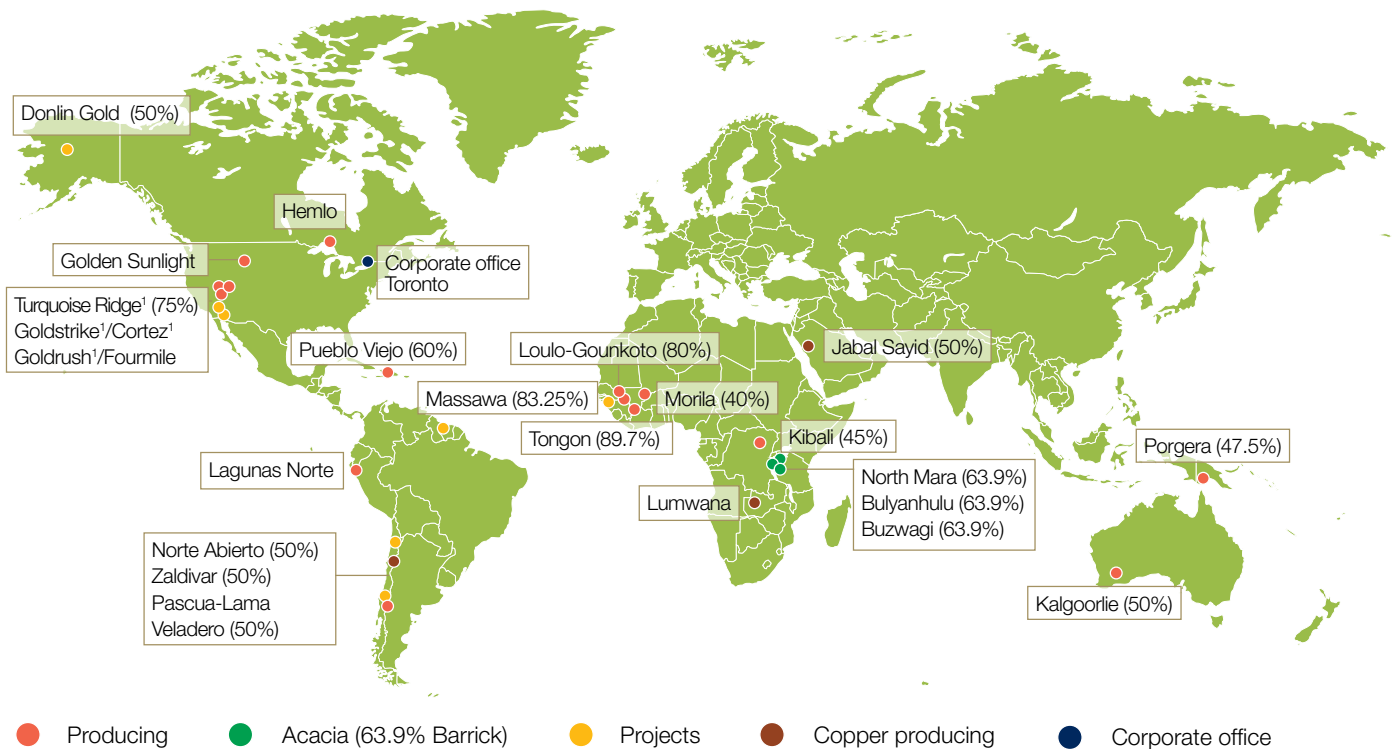 Donlin Gold (50%)
Hemlo
Golden Sunlight
Corporate office
Toronto
Turquoise Ridge¹ (75%)
Goldstrike¹/Cortez¹
Goldrush¹/Fourmile
Pueblo Viejo (60%)
Loulo-Gounkoto (80%)
Jabal Sayid (50%)
Massawa (83.25%)
Morila (40%)
Tongon (89.7%)
Kibali (45%)
Porgera (47.5%)
Lagunas Norte
North Mara (63.9%)
Bulyanhulu (63.9%)
Buzwagi (63.9%)
Lumwana
Norte Abierto (50%)
Zaldivar (50%)
Pascua-Lama
Veladero (50%)
Kalgoorlie (50%)
Producing
Acacia (63.9% Barrick)
Projects
Copper producing
Corporate office